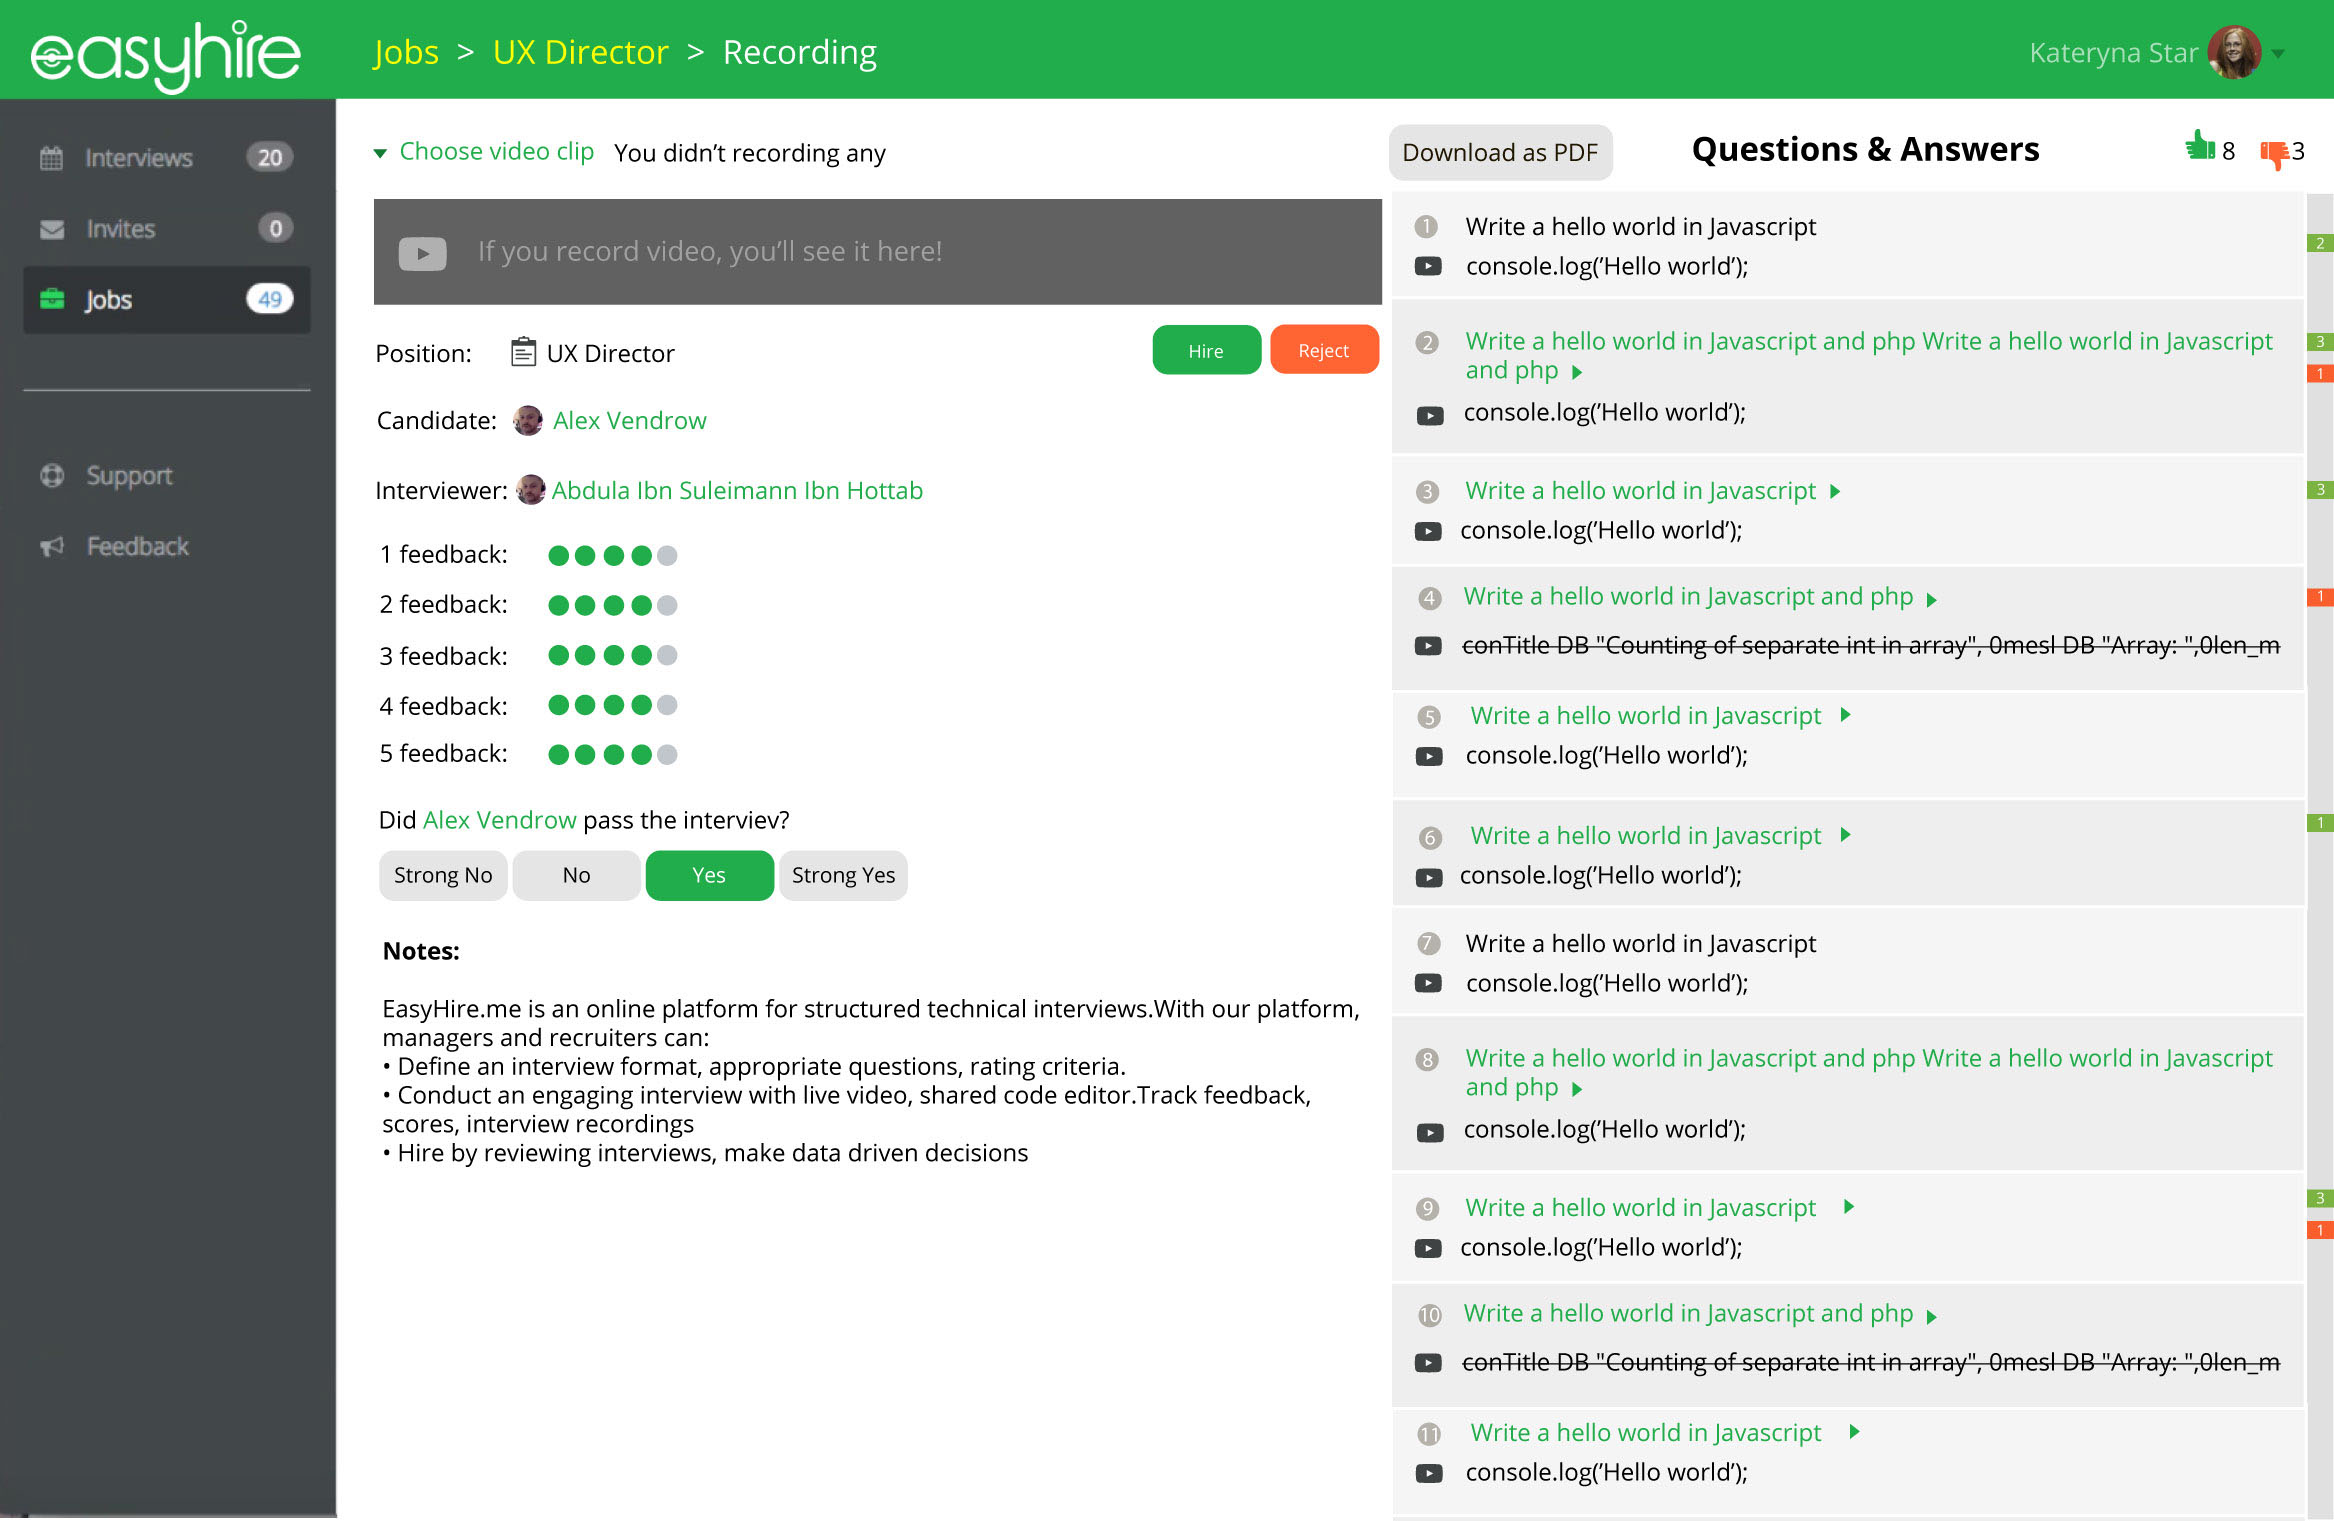 easyhire
Jobs > UX Director > Recording
Kateryna Star
Interviews 20
Invites 0
Jobs 49
Support
Feedback
Choose video clip You didn’t recording any
If you record video, you’ll see it here!
Position: UX Director
Hire Reject
Candidate: Alex Vendrow
Interviewer: Abdula Ibn Suleimann Ibn Hottab
1 feedback:
2 feedback:
3 feedback:
4 feedback:
5 feedback:
Did Alex Vendrow pass the interviev?
Strong No No Yes Strong Yes
Notes:
EasyHire.me is an online platform for structured technical interviews.With our platform,
managers and recruiters can:
• Define an interview format, appropriate questions, rating criteria.
• Conduct an engaging interview with live video, shared code editor.Track feedback,
scores, interview recordings
• Hire by reviewing interviews, make data driven decisions
Download as PDF Questions & Answers 8 3
1 Write a hello world in Javascript
2
console.log(’Hello world’);
2 Write a hello world in Javascript and php Write a hello world in Javascript
3
and php
1
console.log(’Hello world’);
3 Write a hello world in Javascript
3
console.log(’Hello world’);
4 Write a hello world in Javascript and php
1
conTitle DB "Counting of separate int in array", 0mesl DB "Array: ",0len_m
5 Write a hello world in Javascript
console.log(’Hello world’);
6 Write a hello world in Javascript
1
console.log(’Hello world’);
7 Write a hello world in Javascript
console.log(’Hello world’);
8 Write a hello world in Javascript and php Write a hello world in Javascript
and php
console.log(’Hello world’);
9 Write a hello world in Javascript
3
1
console.log(’Hello world’);
10 Write a hello world in Javascript and php
conTitle DB "Counting of separate int in array", 0mesl DB "Array: ",0len_m
11 Write a hello world in Javascript
console.log(’Hello world’);